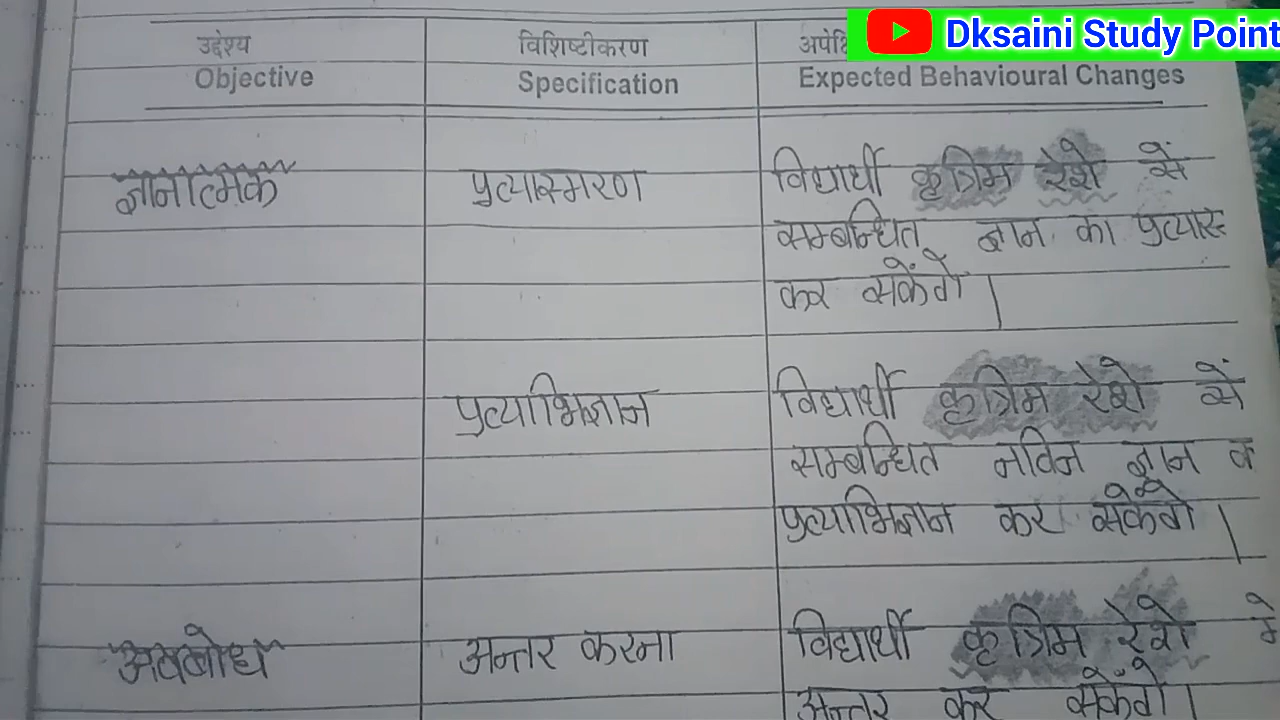 Dksaini Study Point
उद्देश्य विशिष्टीकरण
Objective Specification Expected Behavioural Changes
ज्ञानात्मक प्रत्यास्मरण विद्यार्थी कृत्रिम रेशे से
सम्बन्धित ज्ञान का
कर सकेंगे।
प्रत्याभिज्ञान विद्यार्थी कृत्रिम रेशे से
सम्बन्धित नविन ज्ञान
प्रत्याभिज्ञान कर सकेंगे।
अवबोध अन्तर करना विद्यार्थी कृत्रिम रेशे मे
अन्तर कर सकेंगे।